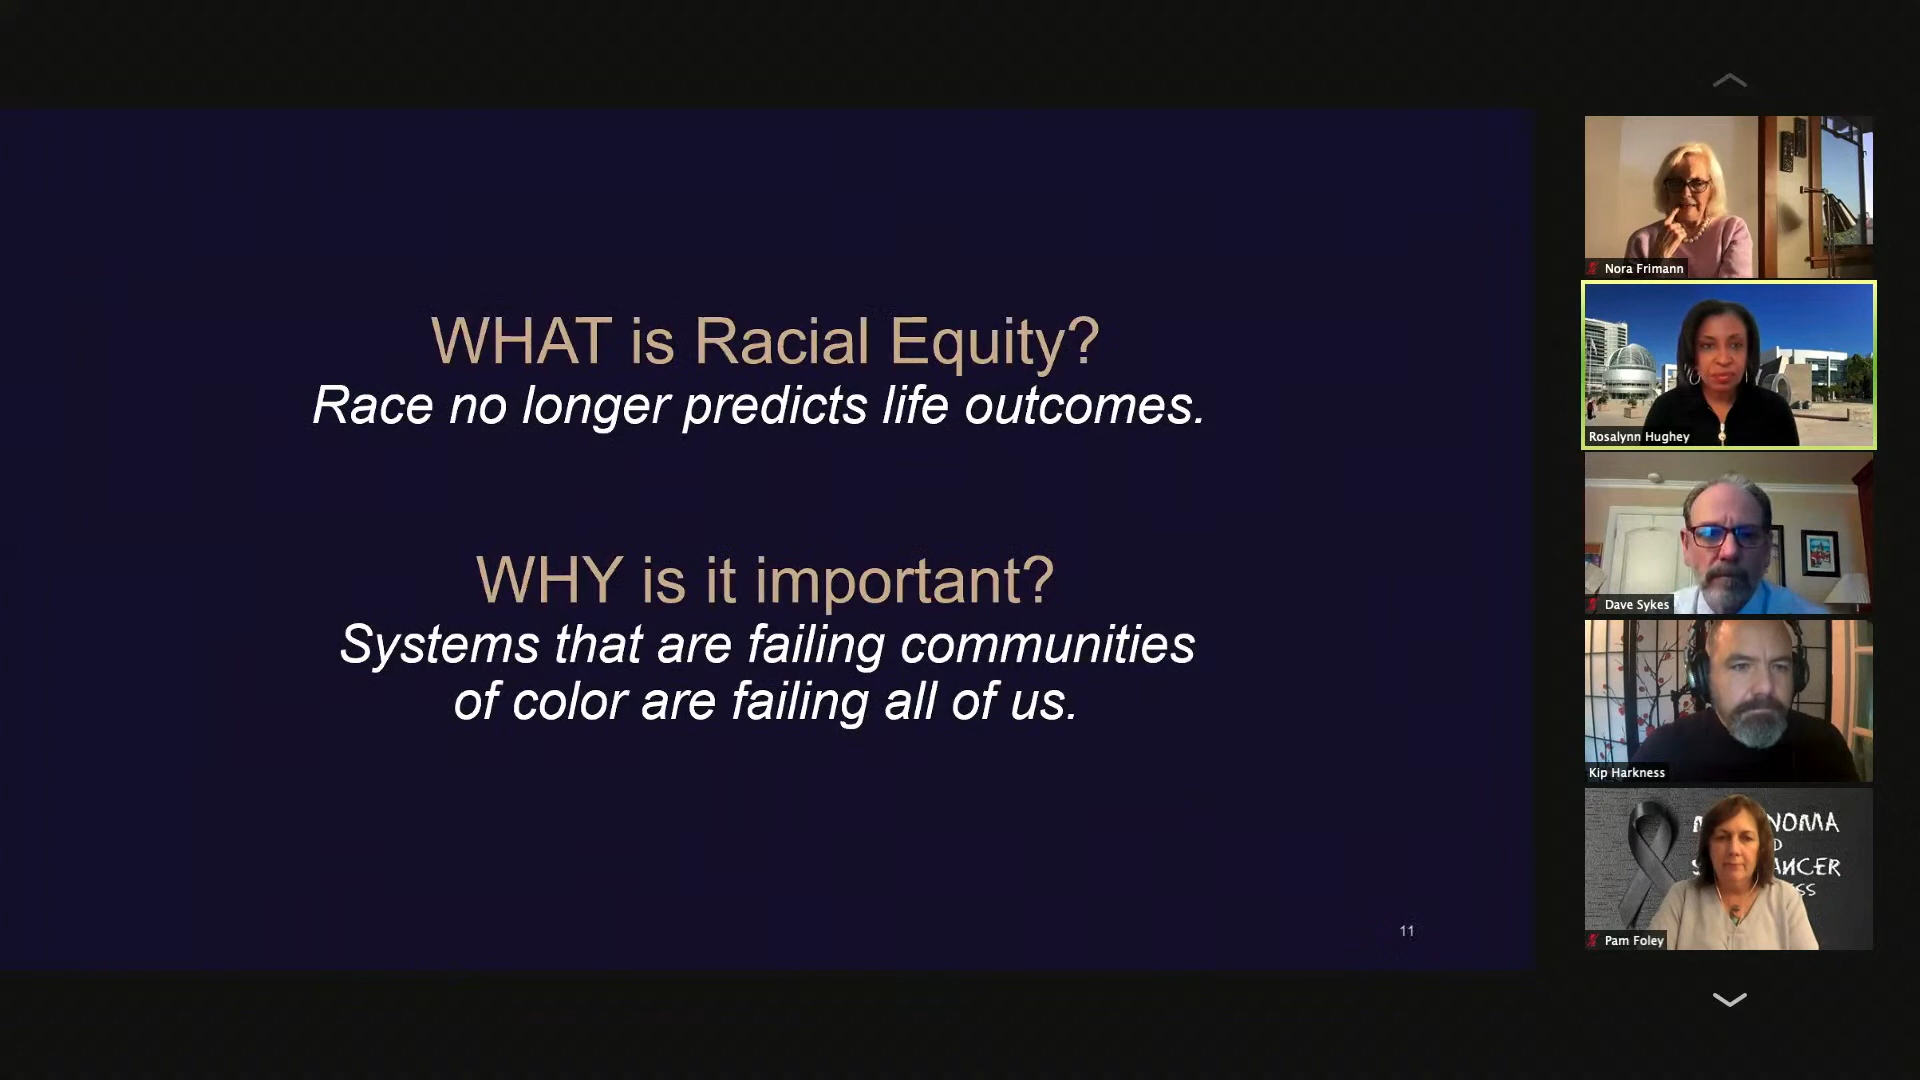 WHAT is Racial Equity?
Race no longer predicts life outcomes.
WHY is it important?
Systems that are failing communities
of color are failing all of us.
11
Nora Frimann
Rosalynn Hughey
Dave Sykes
Kip Harkness
NOMA
ANCER
SS
Pam Foley